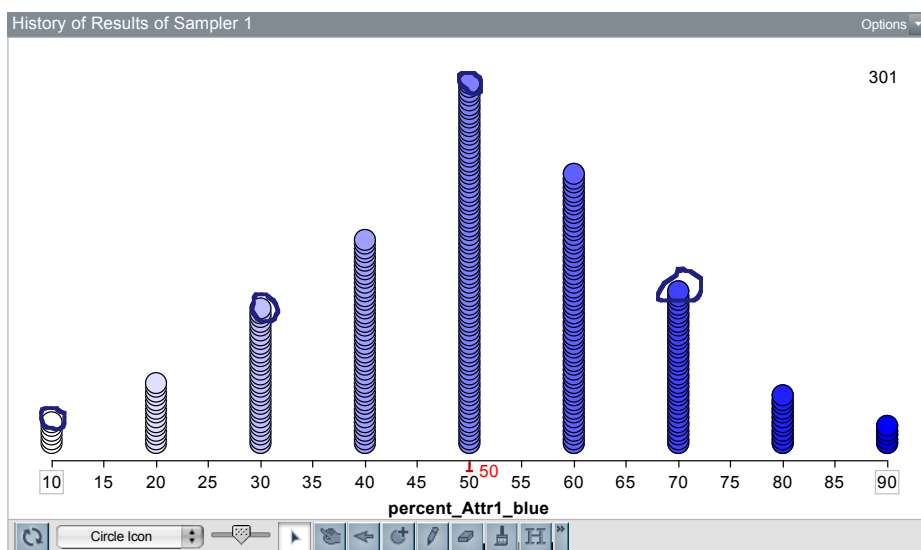 History of Results of Sampler 1 Options
301
50
10 15 20 25 30 35 40 45 50 55 60 65 70 75 80 85 90
percent_Attr1_blue
Circle Icon